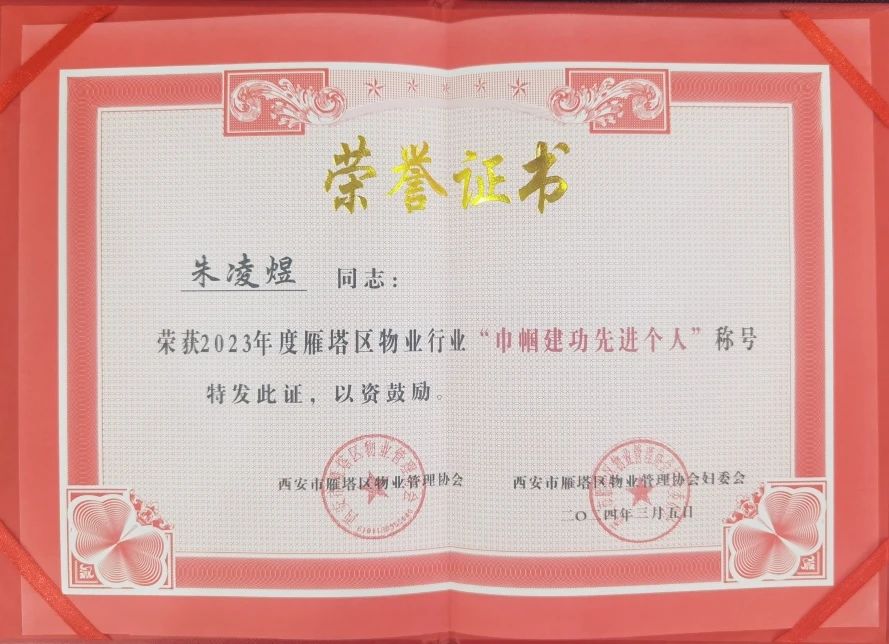 荣誉证书
朱凌煜 同志：
荣获2023年度雁塔区物业行业“巾帼建功先进个人”称号
特发此证，以资鼓励。
西安市雁塔区物业管理协会
西安市雁塔区物业管理协会妇委会
二〇二四年三月五日